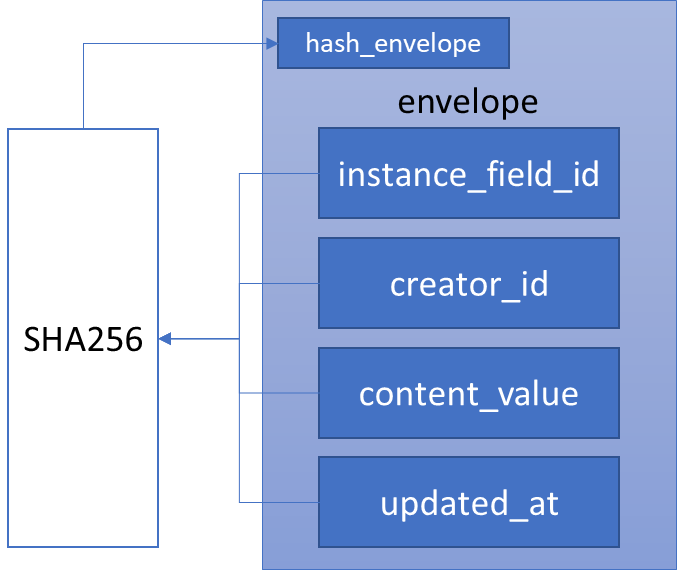 hash_envelope
envelope
instance_field_id
creator_id
SHA256
content_value
updated_at